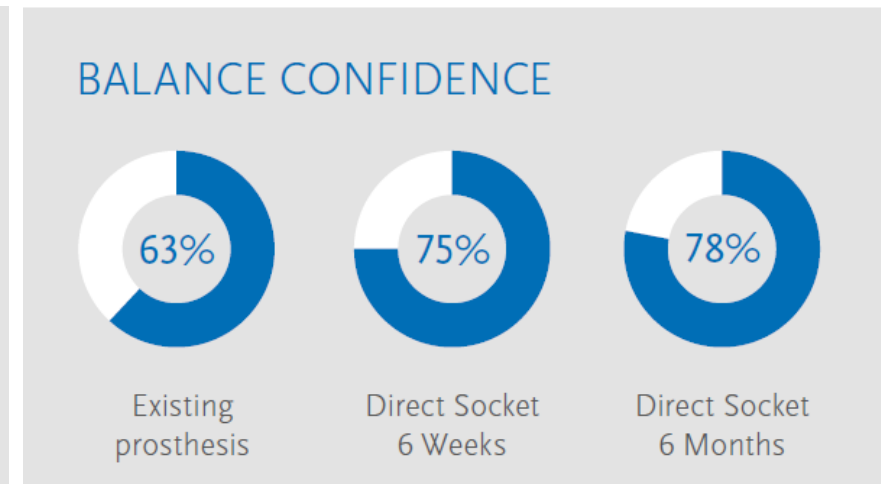 BALANCE CONFIDENCE
63%
75%
78%
Existing
prosthesis
Direct Socket
6 Weeks
Direct Socket
6 Months